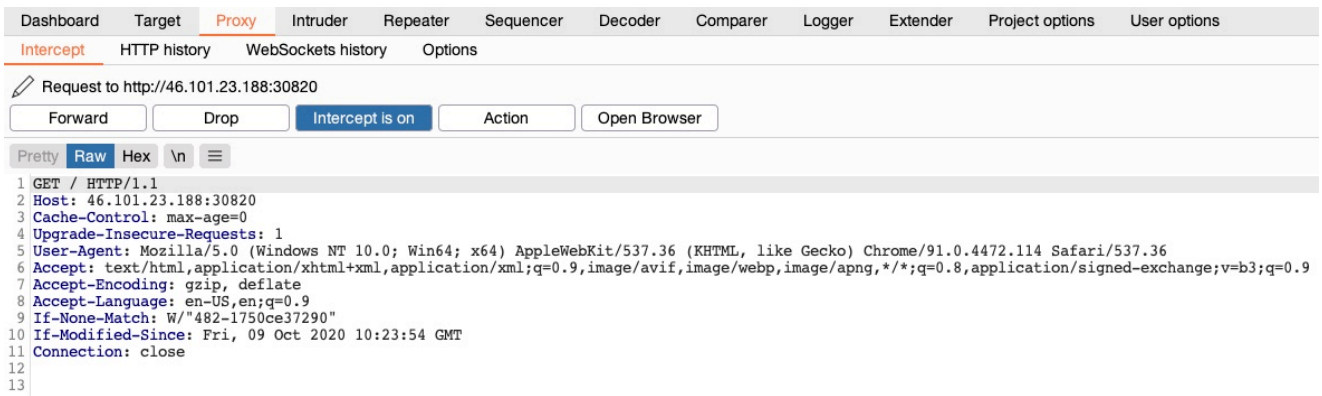 Dashboard Target Proxy Intruder Repeater Sequencer Decoder Comparer Logger Extender Project options User options
Intercept HTTP history WebSockets history Options
Request to http://46.101.23.188:30820
Forward Drop Intercept is on Action Open Browser
Pretty Raw Hex \n
1 GET / HTTP/1.1
2 Host: 46.101.23.188:30820
3 Cache-Control: max-age=0
4 Upgrade-Insecure-Requests: 1
5 User-Agent: Mozilla/5.0 (Windows NT 10.0; Win64; x64) AppleWebKit/537.36 (KHTML, like Gecko) Chrome/91.0.4472.114 Safari/537.36
6 Accept: text/html,application/xhtml+xml,application/xml;q=0.9,image/avif,image/webp,image/apng,*/*;q=0.8,application/signed-exchange;v=b3;q=0.9
7 Accept-Encoding: gzip, deflate
8 Accept-Language: en-US,en;q=0.9
9 If-None-Match: W/"482-1750ce37290"
10 If-Modified-Since: Fri, 09 Oct 2020 10:23:54 GMT
11 Connection: close
12
13